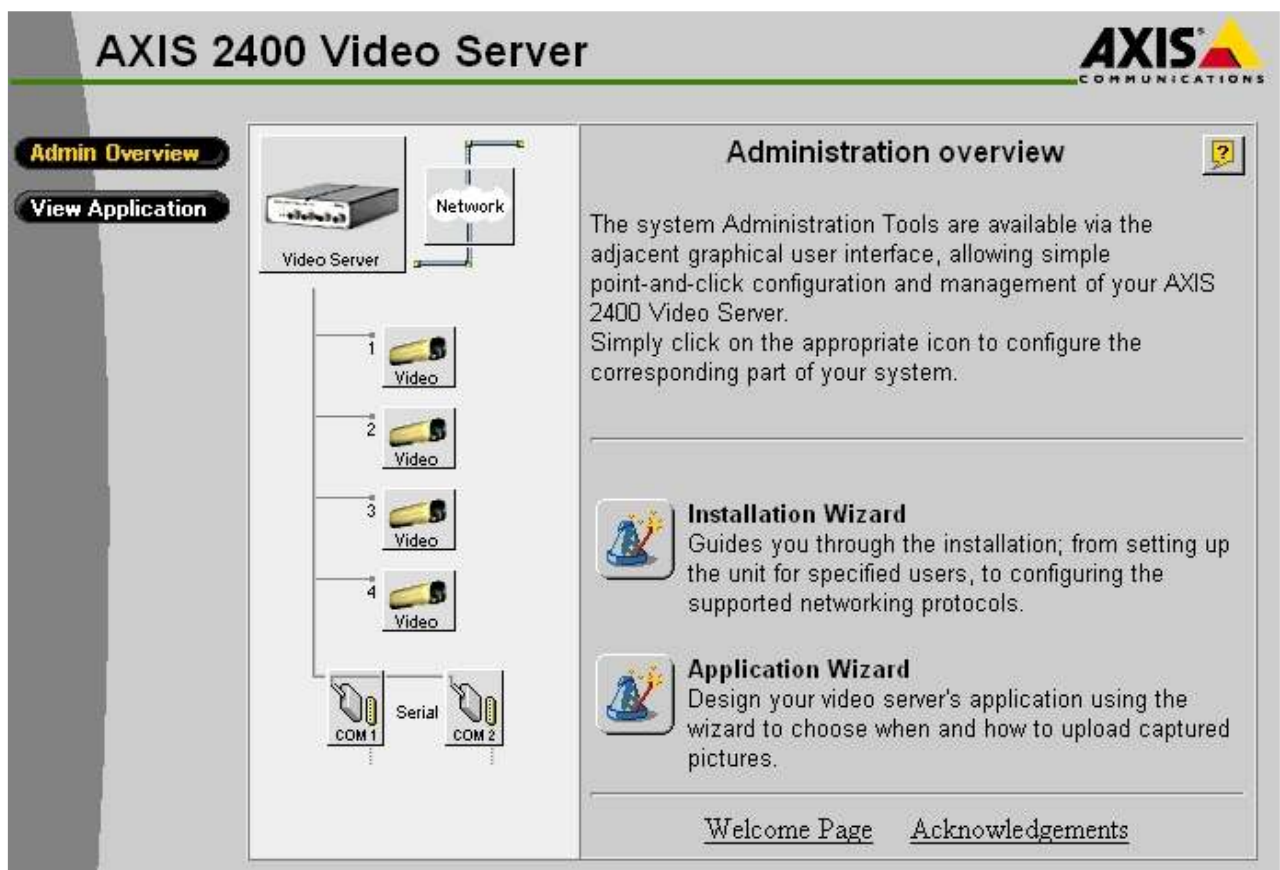 AXIS 2400 Video Server
AXIS
COMMUNICATIONS
Admin Overview
View Application
Video Server
Network
1
Video
2
Video
3
Video
4
Video
COM 1
Serial
COM 2
Administration overview
?
The system Administration Tools are available via the
adjacent graphical user interface, allowing simple
point-and-click configuration and management of your AXIS
2400 Video Server.
Simply click on the appropriate icon to configure the
corresponding part of your system.
Installation Wizard
Guides you through the installation; from setting up
the unit for specified users, to configuring the
supported networking protocols.
Application Wizard
Design your video server's application using the
wizard to choose when and how to upload captured
pictures.
Welcome Page Acknowledgements